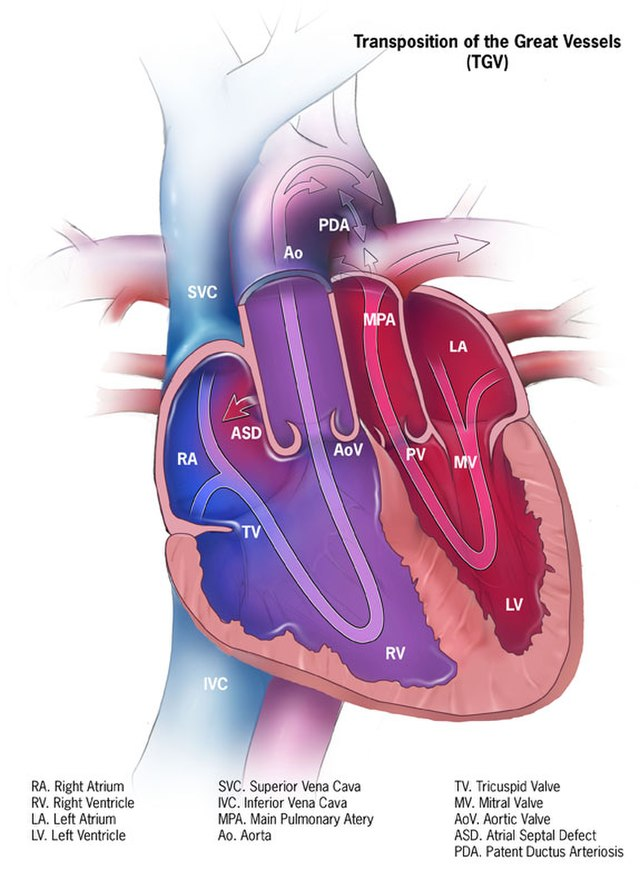 Transposition of the Great Vessels
(TGV)
PDA
Ao
SVC
MPA
LA
ASD
AoV
RA
PV
MV
TV
LV
RV
IVC
RA. Right Atrium
RV. Right Ventricle
LA. Left Atrium
LV. Left Ventricle
SVC. Superior Vena Cava
IVC. Inferior Vena Cava
MPA. Main Pulmonary Atery
Ao. Aorta
TV. Tricuspid Valve
MV. Mitral Valve
AoV. Aortic Valve
ASD. Atrial Septal Defect
PDA. Patent Ductus Arteriosis